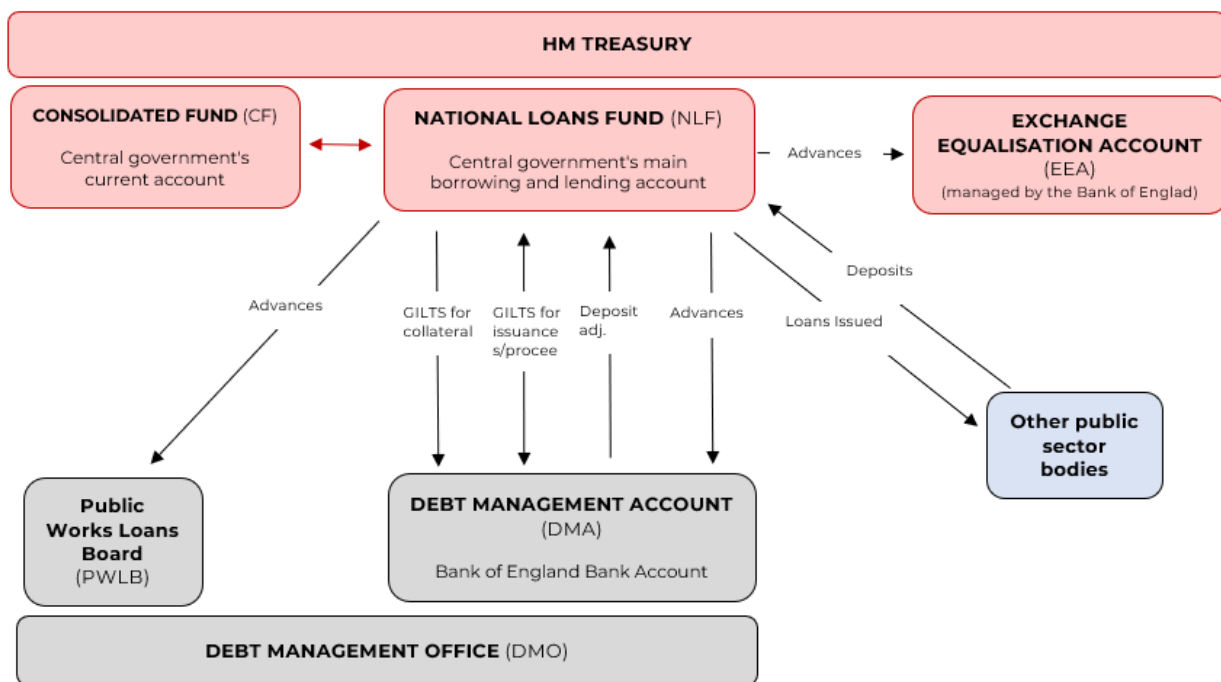 HM TREASURY
CONSOLIDATED FUND (CF)
Central government's
current account
NATIONAL LOANS FUND (NLF)
Central government's main
borrowing and lending account
Advances
EXCHANGE
EQUALISATION ACCOUNT
(EEA)
(managed by the Bank of Englad)
Advances
GILTS for
collateral
GILTS for
issuance
s/procee
Deposit
adj.
Advances
Loans Issued
Deposits
Other public
sector
bodies
Public
Works Loans
Board
(PWLB)
DEBT MANAGEMENT ACCOUNT
(DMA)
Bank of England Bank Account
DEBT MANAGEMENT OFFICE (DMO)